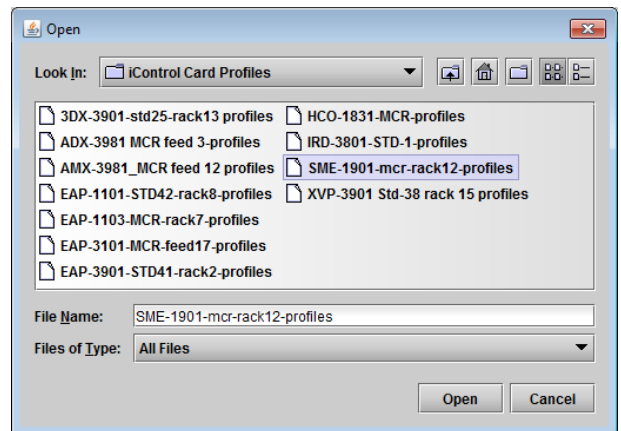 Open
Look In: iControl Card Profiles
3DX-3901-std25-rack13 profiles
ADX-3981 MCR feed 3-profiles
AMX-3981_MCR feed 12 profiles
EAP-1101-STD42-rack8-profiles
EAP-1103-MCR-rack7-profiles
EAP-3101-MCR-feed17-profiles
EAP-3901-STD41-rack2-profiles
HCO-1831-MCR-profiles
IRD-3801-STD-1-profiles
SME-1901-mcr-rack12-profiles
XVP-3901 Std-38 rack 15 profiles
File Name: SME-1901-mcr-rack12-profiles
Files of Type: All Files
Open Cancel